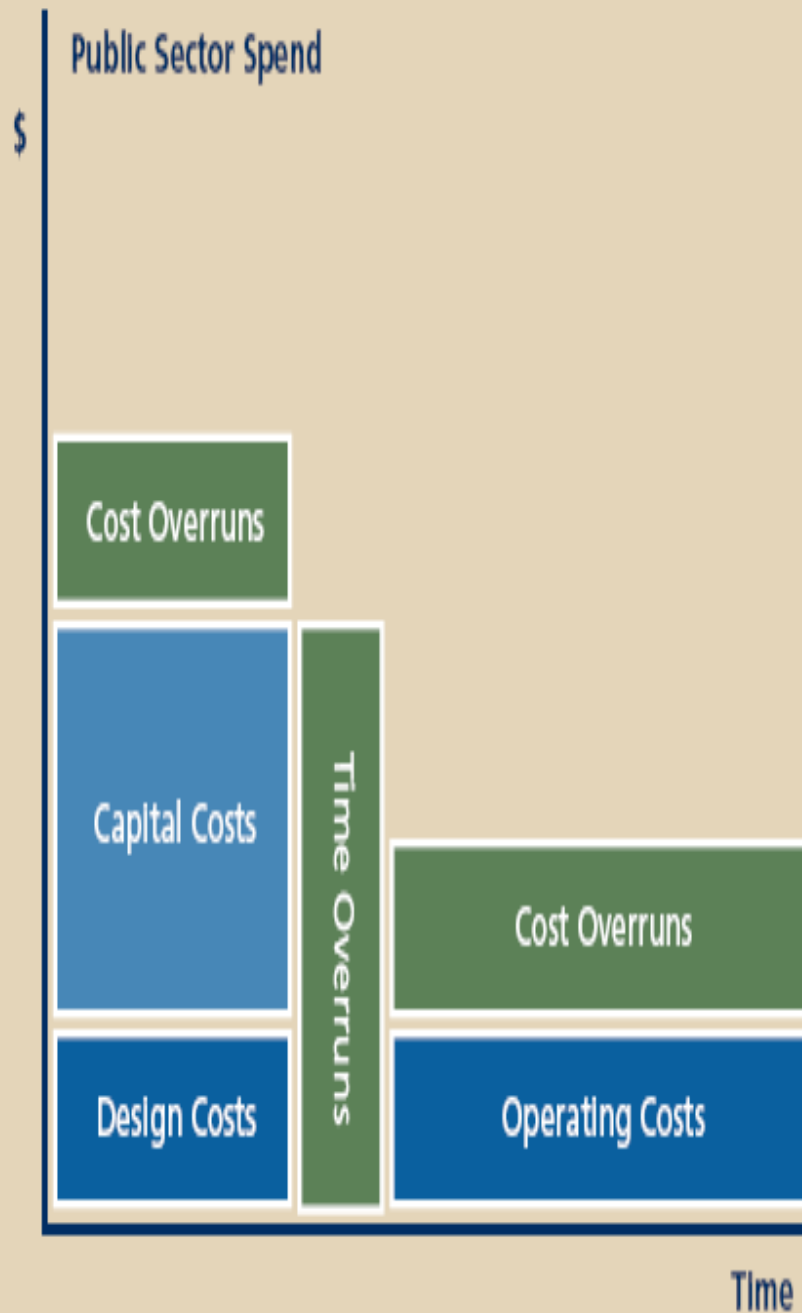 Public Sector Spend
$
Cost Overruns
Capital Costs
Time Overruns
Cost Overruns
Design Costs
Operating Costs
Time